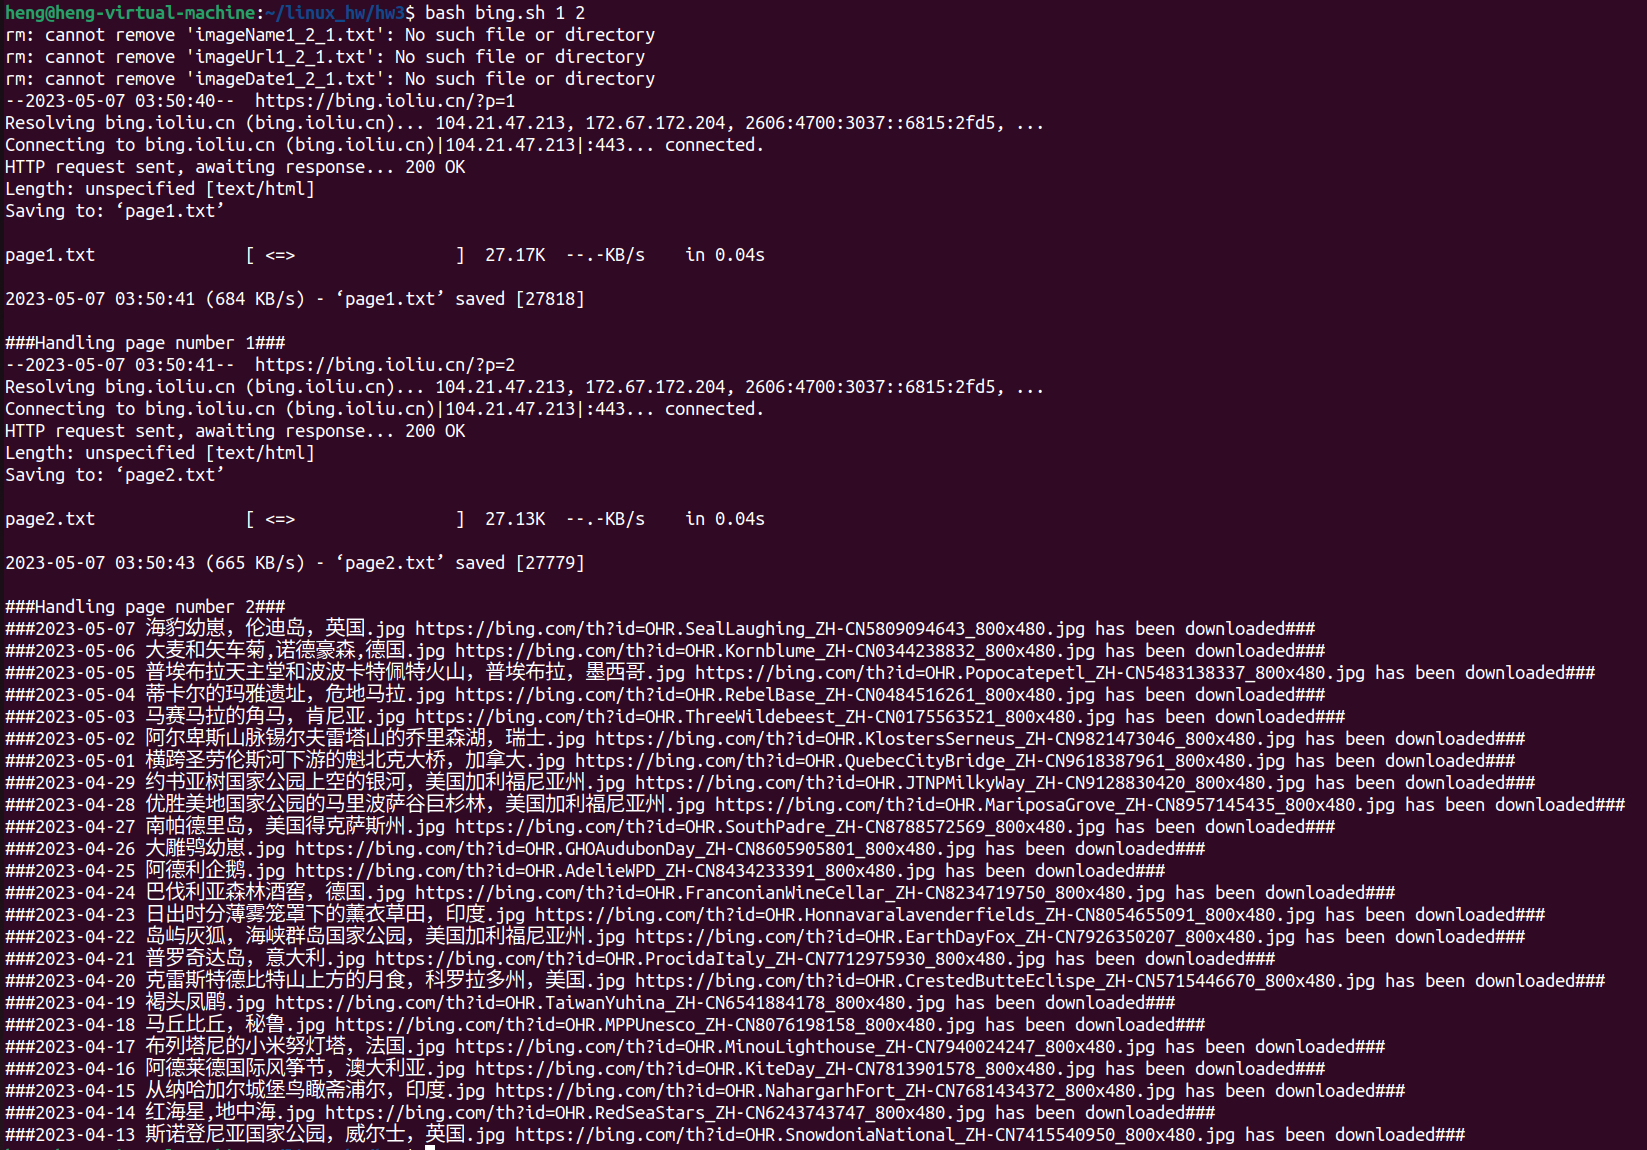 heng@heng-virtual-machine:~/linux_hw/hw3$ bash bing.sh 1 2
rm: cannot remove 'imageName1_2_1.txt': No such file or directory
rm: cannot remove 'imageUrl1_2_1.txt': No such file or directory
rm: cannot remove 'imageDate1_2_1.txt': No such file or directory
--2023-05-07 03:50:40--  https://bing.ioliu.cn/?p=1
Resolving bing.ioliu.cn (bing.ioliu.cn)... 104.21.47.213, 172.67.172.204, 2606:4700:3037::6815:2fd5, ...
Connecting to bing.ioliu.cn (bing.ioliu.cn)|104.21.47.213|:443... connected.
HTTP request sent, awaiting response... 200 OK
Length: unspecified [text/html]
Saving to: ‘page1.txt’
page1.txt               [ <=>                ]  27.17K  --.-KB/s    in 0.04s
2023-05-07 03:50:41 (684 KB/s) - ‘page1.txt’ saved [27818]
###Handling page number 1###
--2023-05-07 03:50:41--  https://bing.ioliu.cn/?p=2
Resolving bing.ioliu.cn (bing.ioliu.cn)... 104.21.47.213, 172.67.172.204, 2606:4700:3037::6815:2fd5, ...
Connecting to bing.ioliu.cn (bing.ioliu.cn)|104.21.47.213|:443... connected.
HTTP request sent, awaiting response... 200 OK
Length: unspecified [text/html]
Saving to: ‘page2.txt’
page2.txt               [ <=>                ]  27.13K  --.-KB/s    in 0.04s
2023-05-07 03:50:43 (665 KB/s) - ‘page2.txt’ saved [27779]
###Handling page number 2###
###2023-05-07 海豹幼崽，伦迪岛，英国.jpg https://bing.com/th?id=OHR.SealLaughing_ZH-CN5809094643_800x480.jpg has been downloaded###
###2023-05-06 大麦和矢车菊,诺德豪森,德国.jpg https://bing.com/th?id=OHR.Kornblume_ZH-CN0344238832_800x480.jpg has been downloaded###
###2023-05-05 普埃布拉天主堂和波波卡特佩特火山，普埃布拉，墨西哥.jpg https://bing.com/th?id=OHR.Popocatepetl_ZH-CN5483138337_800x480.jpg has been downloaded###
###2023-05-04 蒂卡尔的玛雅遗址，危地马拉.jpg https://bing.com/th?id=OHR.RebelBase_ZH-CN0484516261_800x480.jpg has been downloaded###
###2023-05-03 马赛马拉的角马，肯尼亚.jpg https://bing.com/th?id=OHR.ThreeWildebeest_ZH-CN0175563521_800x480.jpg has been downloaded###
###2023-05-02 阿尔卑斯山脉锡尔夫雷塔山的乔里森湖，瑞士.jpg https://bing.com/th?id=OHR.KlostersSerneus_ZH-CN9821473046_800x480.jpg has been downloaded###
###2023-05-01 横跨圣劳伦斯河下游的魁北克大桥，加拿大.jpg https://bing.com/th?id=OHR.QuebecCityBridge_ZH-CN9618387961_800x480.jpg has been downloaded###
###2023-04-29 约书亚树国家公园上空的银河，美国加利福尼亚州.jpg https://bing.com/th?id=OHR.JTNPMilkyWay_ZH-CN9128830420_800x480.jpg has been downloaded###
###2023-04-28 优胜美地国家公园的马里波萨谷巨杉林，美国加利福尼亚州.jpg https://bing.com/th?id=OHR.MariposaGrove_ZH-CN8957145435_800x480.jpg has been downloaded###
###2023-04-27 南帕德里岛，美国得克萨斯州.jpg https://bing.com/th?id=OHR.SouthPadre_ZH-CN8788572569_800x480.jpg has been downloaded###
###2023-04-26 大雕鸮幼崽.jpg https://bing.com/th?id=OHR.GHOAudubonDay_ZH-CN8605905801_800x480.jpg has been downloaded###
###2023-04-25 阿德利企鹅.jpg https://bing.com/th?id=OHR.AdelieWPD_ZH-CN8434233391_800x480.jpg has been downloaded###
###2023-04-24 巴伐利亚森林酒窖，德国.jpg https://bing.com/th?id=OHR.FranconianWineCellar_ZH-CN8234719750_800x480.jpg has been downloaded###
###2023-04-23 日出时分薄雾笼罩下的薰衣草田，印度.jpg https://bing.com/th?id=OHR.Honnavaralavenderfields_ZH-CN8054655091_800x480.jpg has been downloaded###
###2023-04-22 岛屿灰狐，海峡群岛国家公园，美国加利福尼亚州.jpg https://bing.com/th?id=OHR.EarthDayFox_ZH-CN7926350207_800x480.jpg has been downloaded###
###2023-04-21 普罗奇达岛，意大利.jpg https://bing.com/th?id=OHR.ProcidaItaly_ZH-CN7712975930_800x480.jpg has been downloaded###
###2023-04-20 克雷斯特德比特山上方的月食，科罗拉多州，美国.jpg https://bing.com/th?id=OHR.CrestedButteEclispe_ZH-CN5715446670_800x480.jpg has been downloaded###
###2023-04-19 褐头凤鹛.jpg https://bing.com/th?id=OHR.TaiwanYuhina_ZH-CN6541884178_800x480.jpg has been downloaded###
###2023-04-18 马丘比丘，秘鲁.jpg https://bing.com/th?id=OHR.MPPUnesco_ZH-CN8076198158_800x480.jpg has been downloaded###
###2023-04-17 布列塔尼的小米努灯塔，法国.jpg https://bing.com/th?id=OHR.MinouLighthouse_ZH-CN7940024247_800x480.jpg has been downloaded###
###2023-04-16 阿德莱德国际风筝节，澳大利亚.jpg https://bing.com/th?id=OHR.KiteDay_ZH-CN7813901578_800x480.jpg has been downloaded###
###2023-04-15 从纳哈加尔城堡鸟瞰斋浦尔，印度.jpg https://bing.com/th?id=OHR.NahargarhFort_ZH-CN7681434372_800x480.jpg has been downloaded###
###2023-04-14 红海星,地中海.jpg https://bing.com/th?id=OHR.RedSeaStars_ZH-CN6243743747_800x480.jpg has been downloaded###
###2023-04-13 斯诺登尼亚国家公园，威尔士，英国.jpg https://bing.com/th?id=OHR.SnowdoniaNational_ZH-CN7415540950_800x480.jpg has been downloaded###